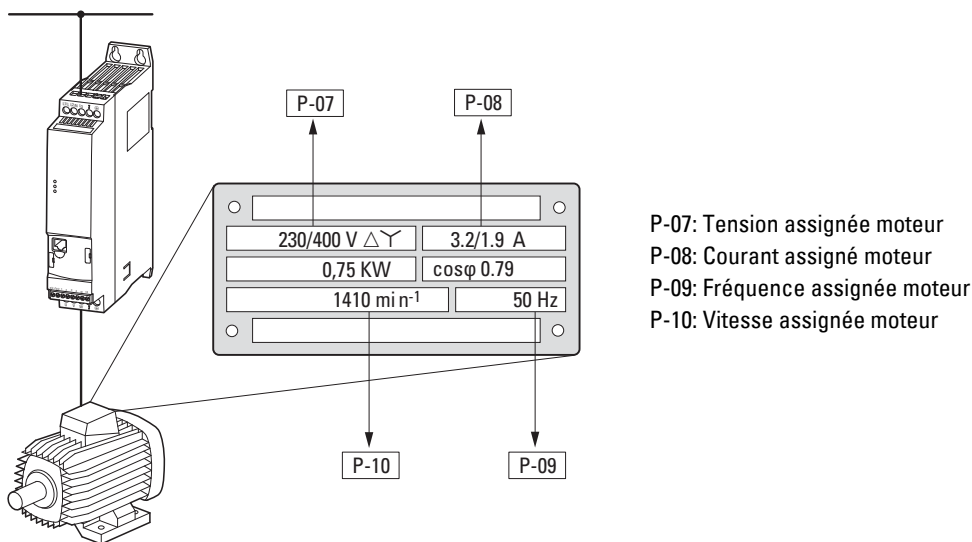 P-07
P-08
230/400 V △Y
3.2/1.9 A
0,75 KW
cosφ 0.79
1410 min-1
50 Hz
P-10
P-09
P-07: Tension assignée moteur
P-08: Courant assigné moteur
P-09: Fréquence assignée moteur
P-10: Vitesse assignée moteur